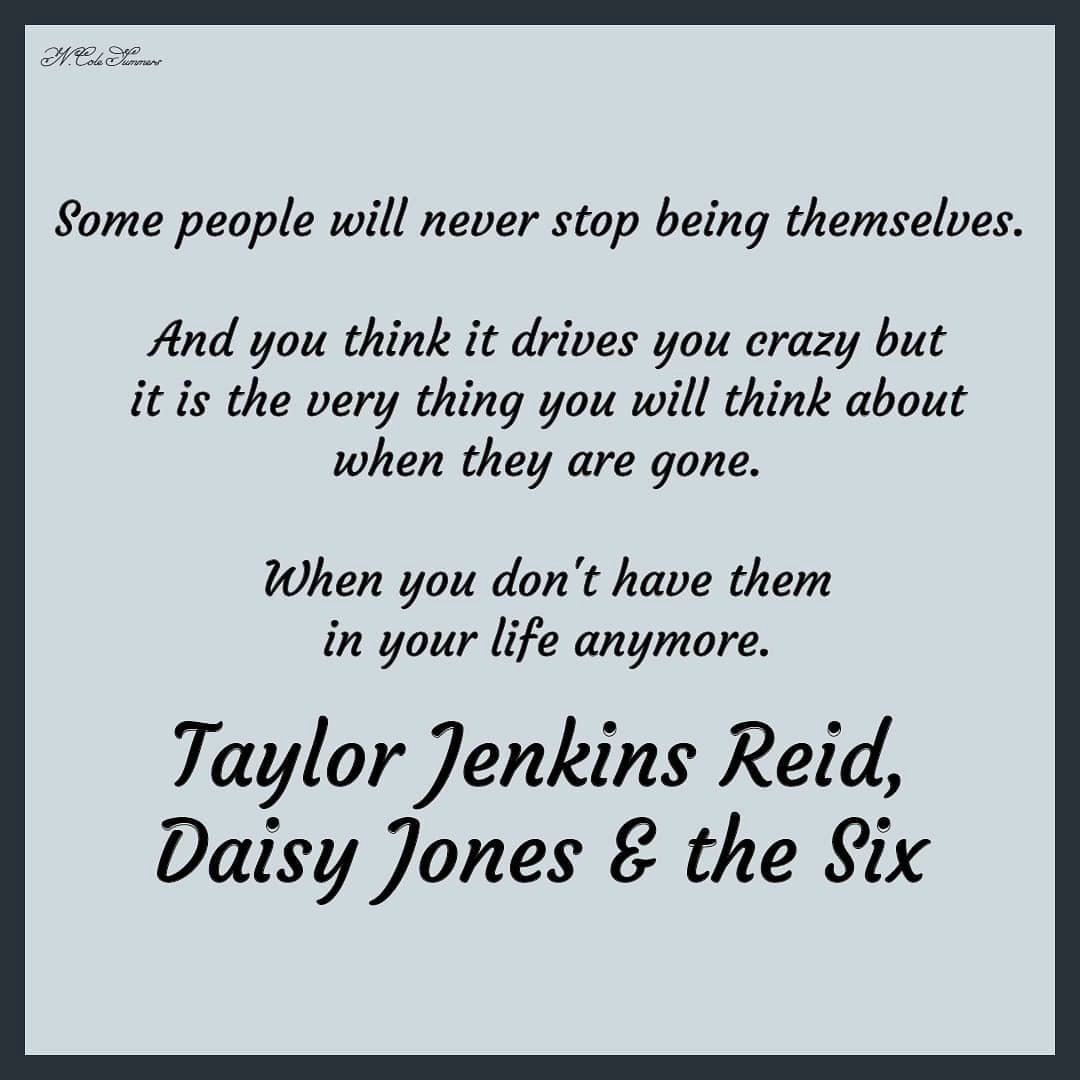 N. Cole Summers
Some people will never stop being themselves.
And you think it drives you crazy but
it is the very thing you will think about
when they are gone.
When you don't have them
in your life anymore.
Taylor Jenkins Reid,
Daisy Jones & the Six